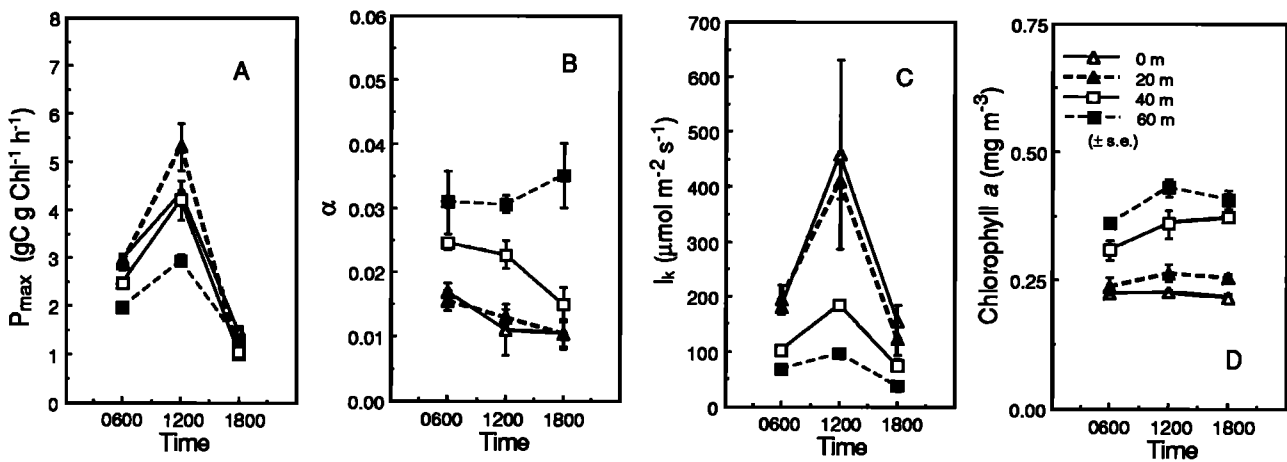 A
P_max (gC g Chl⁻¹ h⁻¹)
8
7
6
5
4
3
2
1
0
0600 1200 1800
Time
B
α
0.06
0.05
0.04
0.03
0.02
0.01
0.00
0600 1200 1800
Time
C
I_k (μmol m⁻² s⁻¹)
700
600
500
400
300
200
100
0
0600 1200 1800
Time
D
Chlorophyll a (mg m⁻³)
0.75
0.50
0.25
0.00
0 m
20 m
40 m
60 m
(± s.e.)
0600 1200 1800
Time